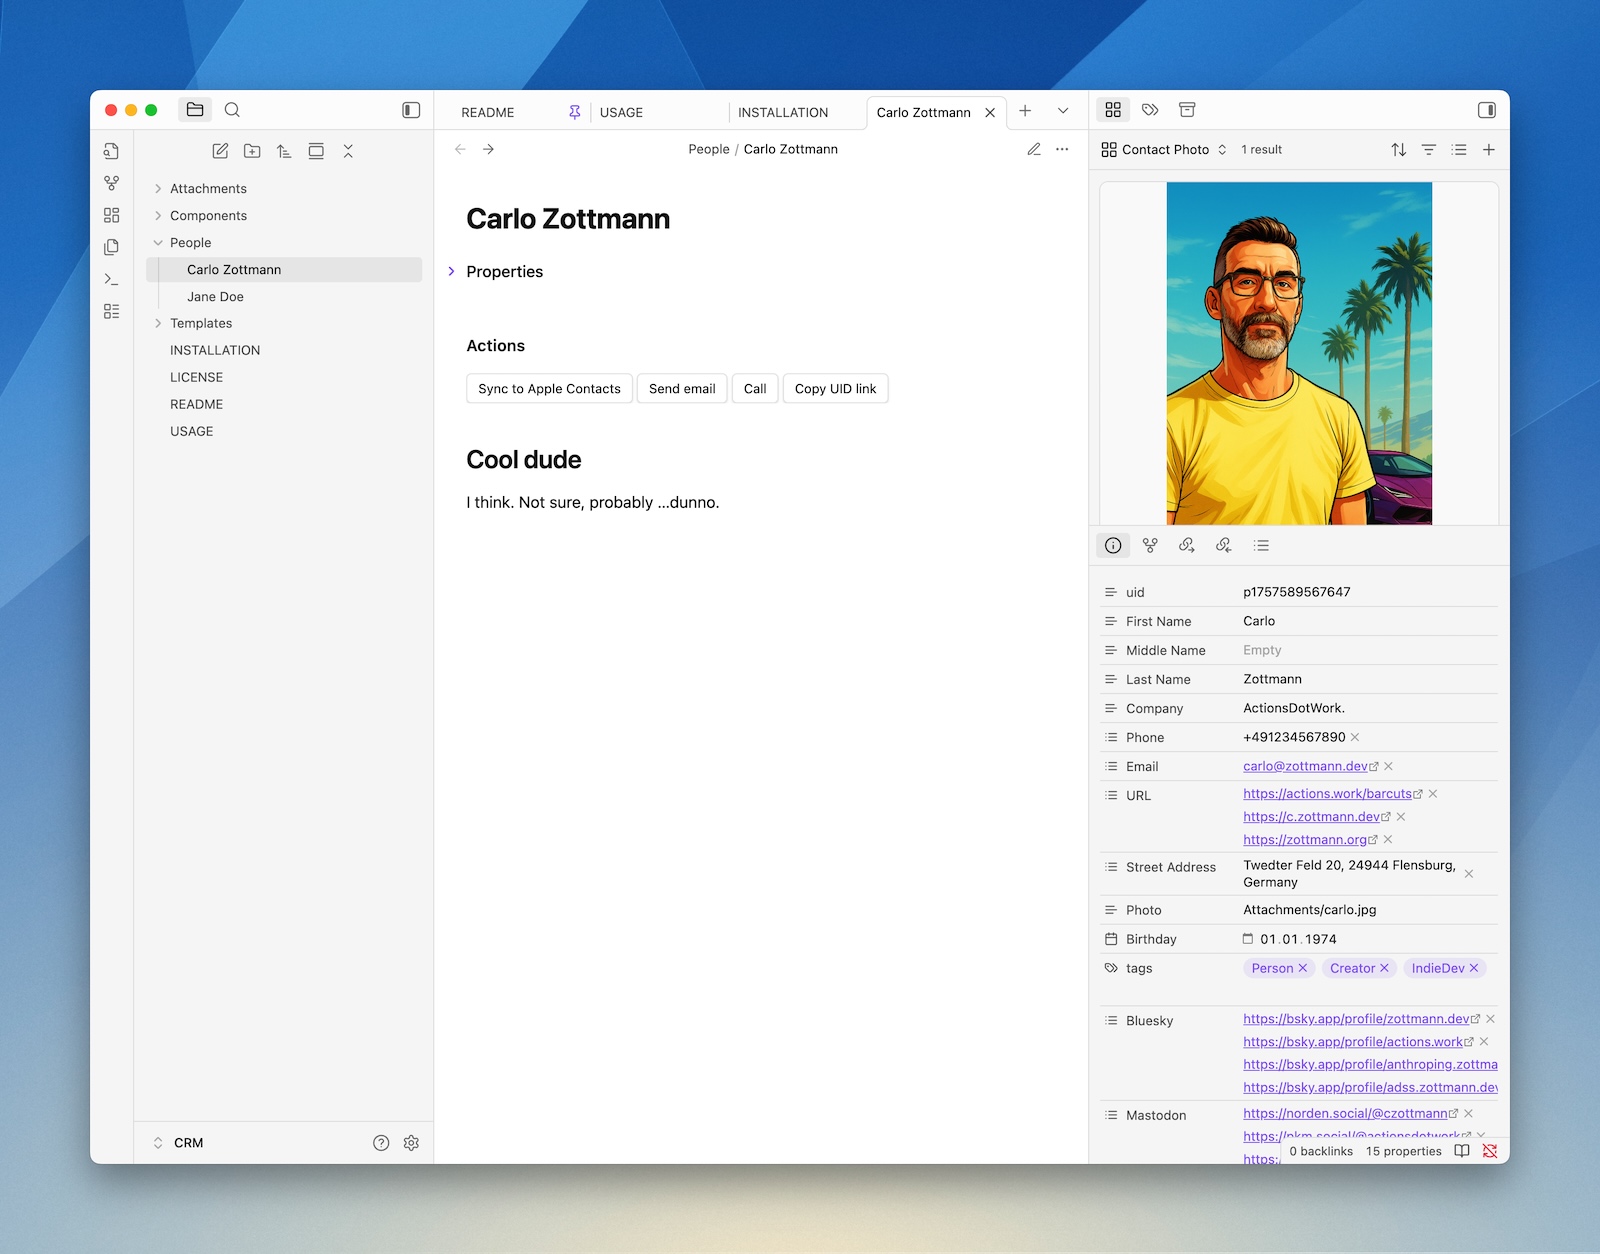 README
USAGE
INSTALLATION
Carlo Zottmann
Attachments
Components
People
Carlo Zottmann
Jane Doe
Templates
INSTALLATION
LICENSE
README
USAGE
CRM
People / Carlo Zottmann
Carlo Zottmann
Properties
Actions
Sync to Apple Contacts
Send email
Call
Copy UID link
Cool dude
I think. Not sure, probably ...dunno.
Contact Photo
1 result
uid p1757589567647
First Name Carlo
Middle Name Empty
Last Name Zottmann
Company ActionsDotWork.
Phone +491234567890
Email carlo@zottmann.dev
URL https://actions.work/barcuts
https://c.zottmann.dev
https://zottmann.org
Street Address Twedter Feld 20, 24944 Flensburg,
Germany
Photo Attachments/carlo.jpg
Birthday 01.01.1974
tags Person Creator IndieDev
Bluesky https://bsky.app/profile/zottmann.dev
https://bsky.app/profile/actions.work
https://bsky.app/profile/anthroping.zottma
https://bsky.app/profile/adss.zottmann.dev
Mastodon https://norden.social/@czottmann
https://pkm.social/@actionsdotwork
https:/
0 backlinks 15 properties